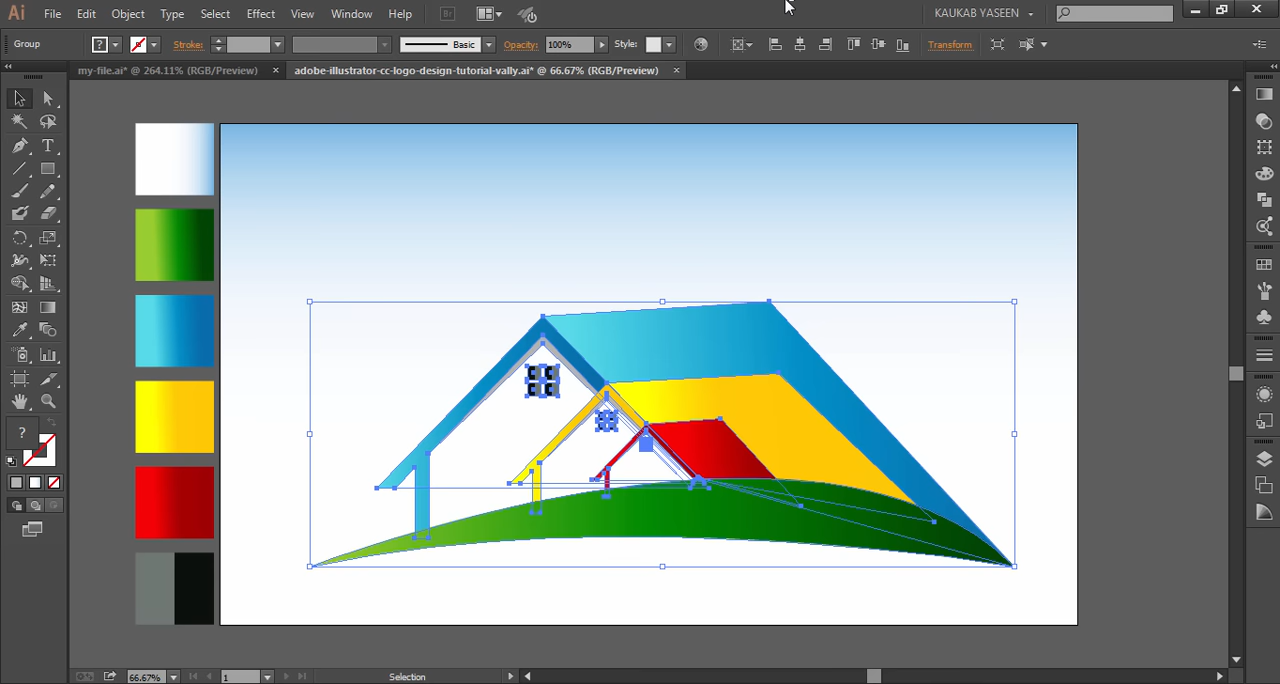 Ai File Edit Object Type Select Effect View Window Help Br KAUKAB YASEEN
Group ? Stroke: Basic Opacity: 100% Style: Transform
my-file.ai* @ 264.11% (RGB/Preview) × adobe-illustrator-cc-logo-design-tutorial-vally.ai* @ 66.67% (RGB/Preview) ×
T
?
66.67% 1 Selection